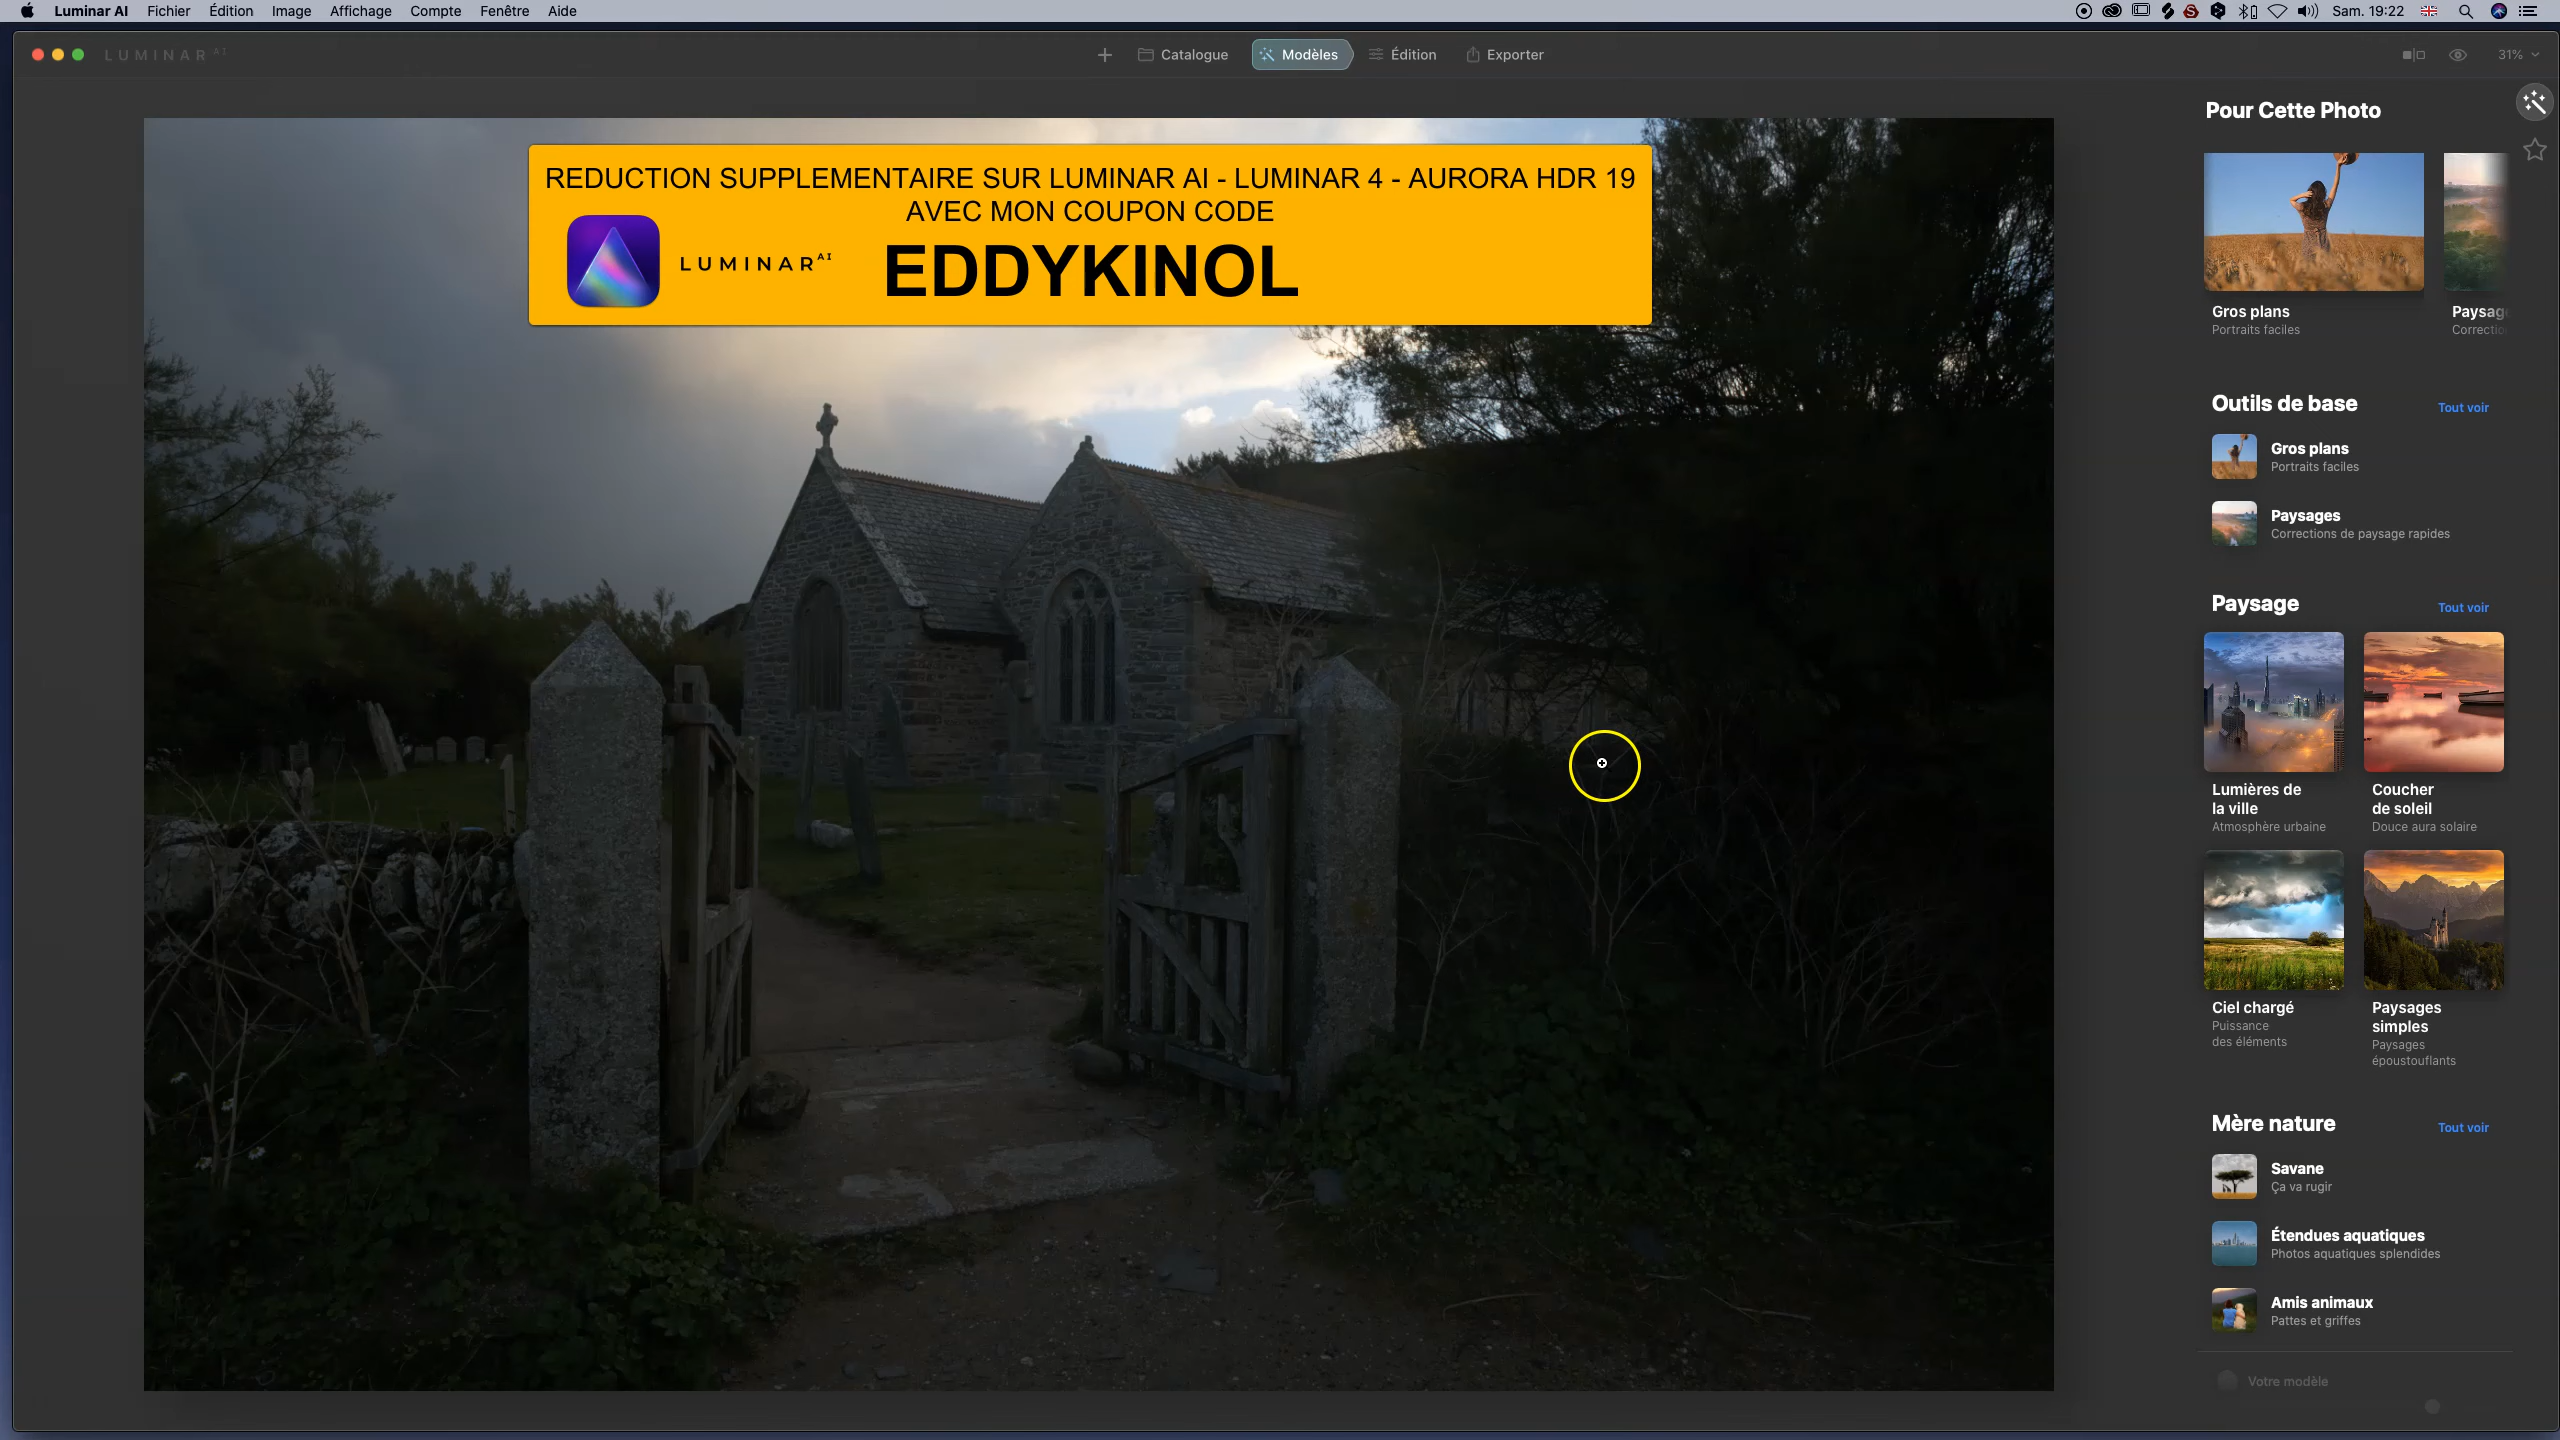 Luminar AI Fichier Édition Image Affichage Compte Fenêtre Aide Sam. 19:22
LUMINAR AI
Catalogue Modèles Édition Exporter 31%
REDUCTION SUPPLEMENTAIRE SUR LUMINAR AI - LUMINAR 4 - AURORA HDR 19
AVEC MON COUPON CODE
LUMINAR AI EDDYKINOL
Pour Cette Photo
Gros plans
Portraits faciles
Outils de base Tout voir
Gros plans
Portraits faciles
Paysages
Corrections de paysage rapides
Paysage Tout voir
Lumières de
la ville
Atmosphère urbaine
Coucher
de soleil
Douce aura solaire
Ciel chargé
Puissance
des éléments
Paysages
simples
Paysages
époustouflants
Mère nature Tout voir
Savane
Ça va rugir
Étendues aquatiques
Photos aquatiques splendides
Amis animaux
Pattes et griffes
Votre modèle